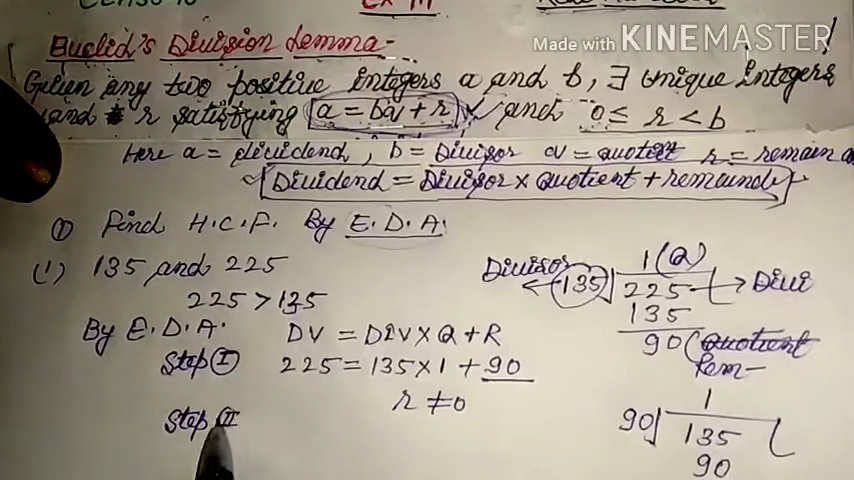 Made with KINEMASTER
Euclid's Division Lemma-
Given any two positive integers a and b, ∃ unique integers
and r satisfying a = bq + r and 0 ≤ r < b
Here a = dividend, b = Divisor q = quotient r = remain
Dividend = Divisor × quotient + remainder
① Find H.C.F. By E.D.A.
(1) 135 and 225
225 > 135
By E.D.A. DV = DIV × Q + R
Step Ⅰ 225 = 135 × 1 + 90
r ≠ 0
Step Ⅱ
1 (Q)
Divisor 135 225 Divi
135
90 quotient
Rem-
1
90 135
90